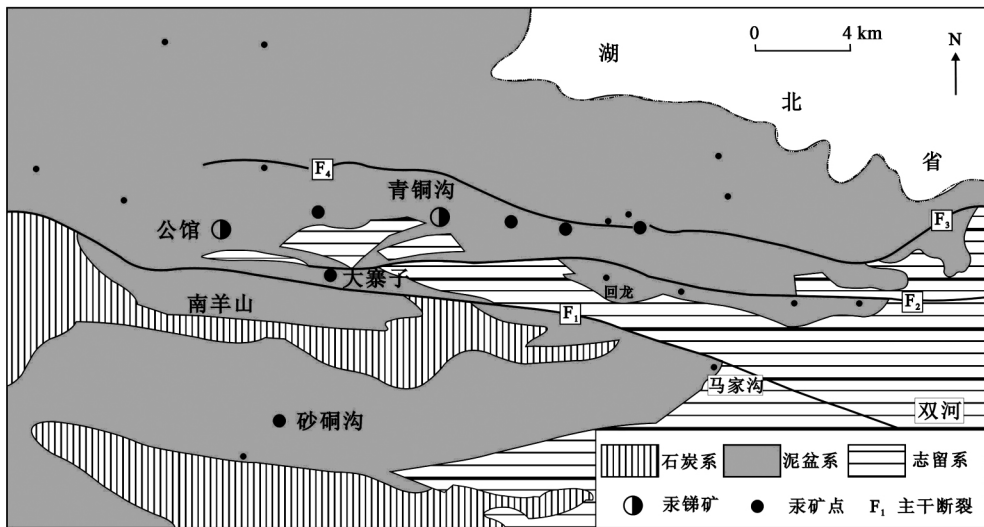 湖
北
省
0 4 km
N
F₄
青铜沟
公馆
F₃
大寨子
回龙
南羊山
F₁
F₂
马家沟
双河
砂硐沟
石炭系 泥盆系 志留系
汞锑矿 汞矿点 F₁ 主干断裂